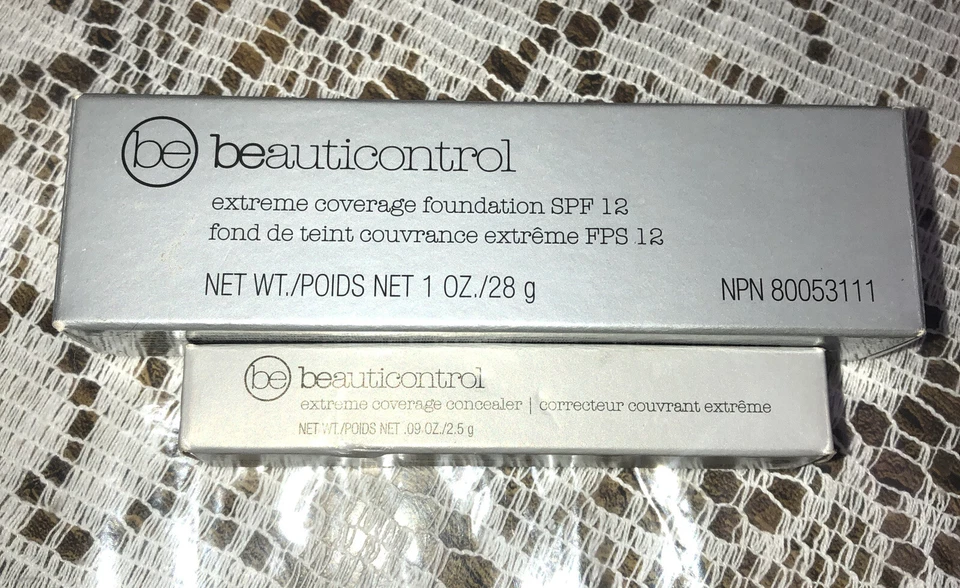 be beauticontrol
extreme coverage foundation SPF 12
fond de teint couvrance extrême FPS 12
NET WT./POIDS NET 1 OZ./28 g NPN 80053111
be beauticontrol
extreme coverage concealer | correcteur couvrant extrême
NET WT./POIDS NET .09 OZ./2.5 g